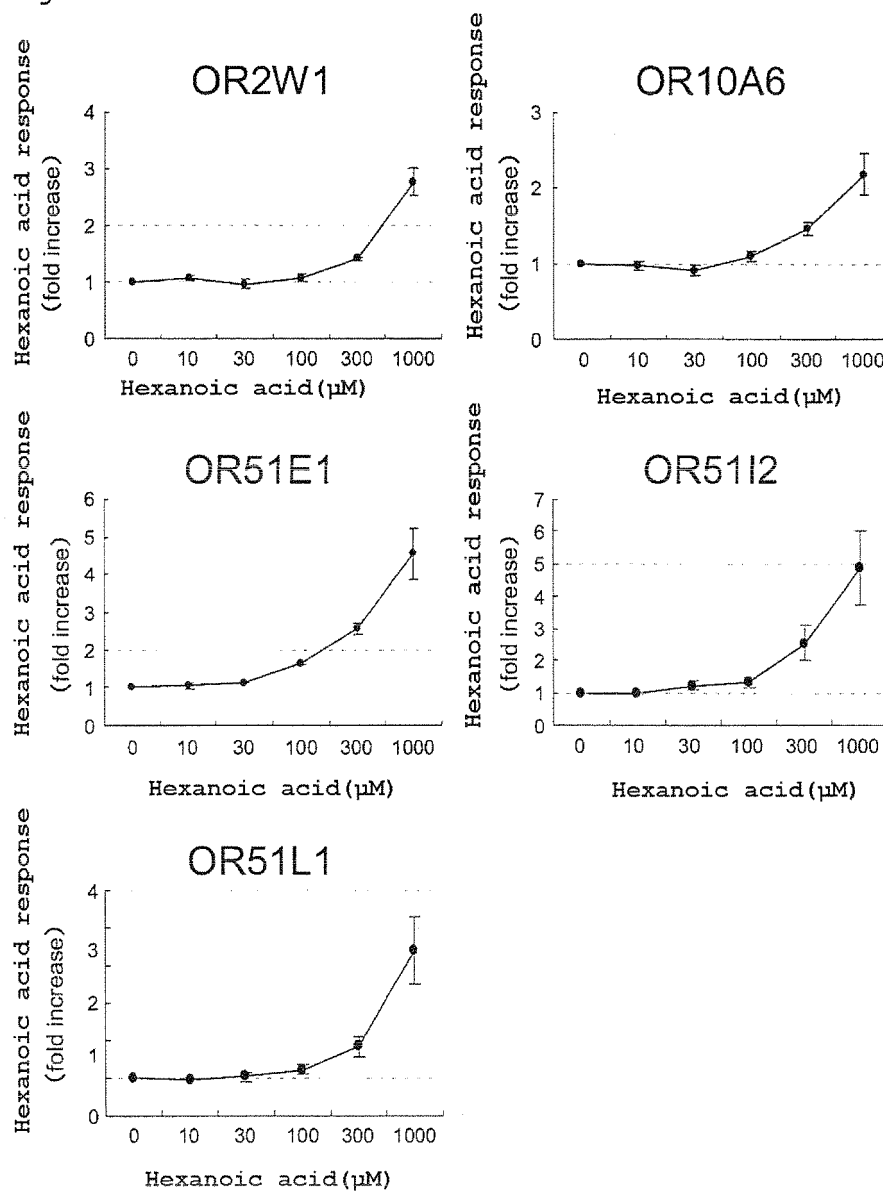 OR2W1
Hexanoic acid response
(fold increase)
4
3
2
1
0
0 10 30 100 300 1000
Hexanoic acid(µM)
OR10A6
Hexanoic acid response
(fold increase)
3
2
1
0
0 10 30 100 300 1000
Hexanoic acid(µM)
OR51E1
Hexanoic acid response
(fold increase)
6
5
4
3
2
1
0
0 10 30 100 300 1000
Hexanoic acid(µM)
OR51I2
Hexanoic acid response
(fold increase)
7
6
5
4
3
2
1
0
0 10 30 100 300 1000
Hexanoic acid(µM)
OR51L1
Hexanoic acid response
(fold increase)
4
3
2
1
0
0 10 30 100 300 1000
Hexanoic acid(µM)